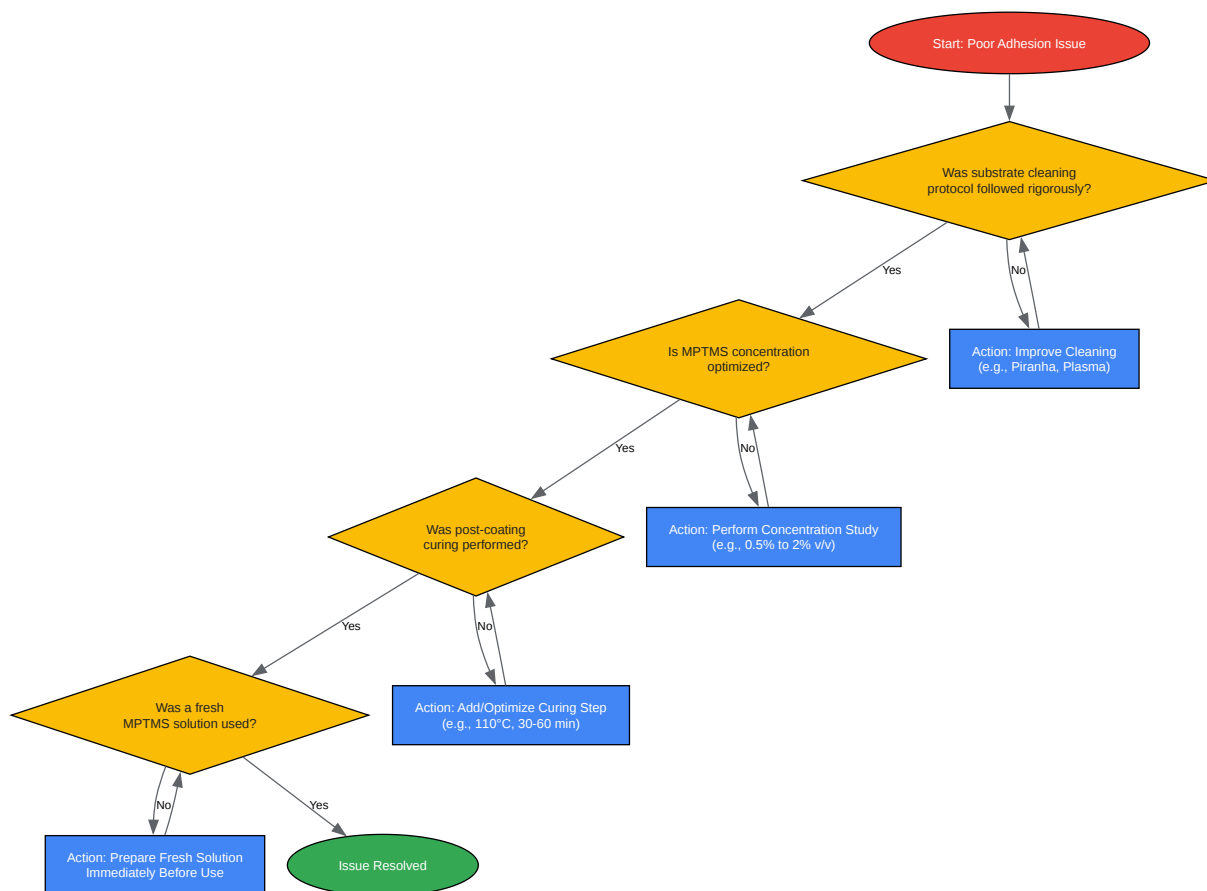 Start: Poor Adhesion Issue
Was substrate cleaning
protocol followed rigorously?
Yes
No
Is MPTMS concentration
optimized?
Action: Improve Cleaning
(e.g., Piranha, Plasma)
Yes
No
Was post-coating
curing performed?
Action: Perform Concentration Study
(e.g., 0.5% to 2% v/v)
Yes
No
Was a fresh
MPTMS solution used?
Action: Add/Optimize Curing Step
(e.g., 110°C, 30-60 min)
No
Yes
Action: Prepare Fresh Solution
Immediately Before Use
Issue Resolved